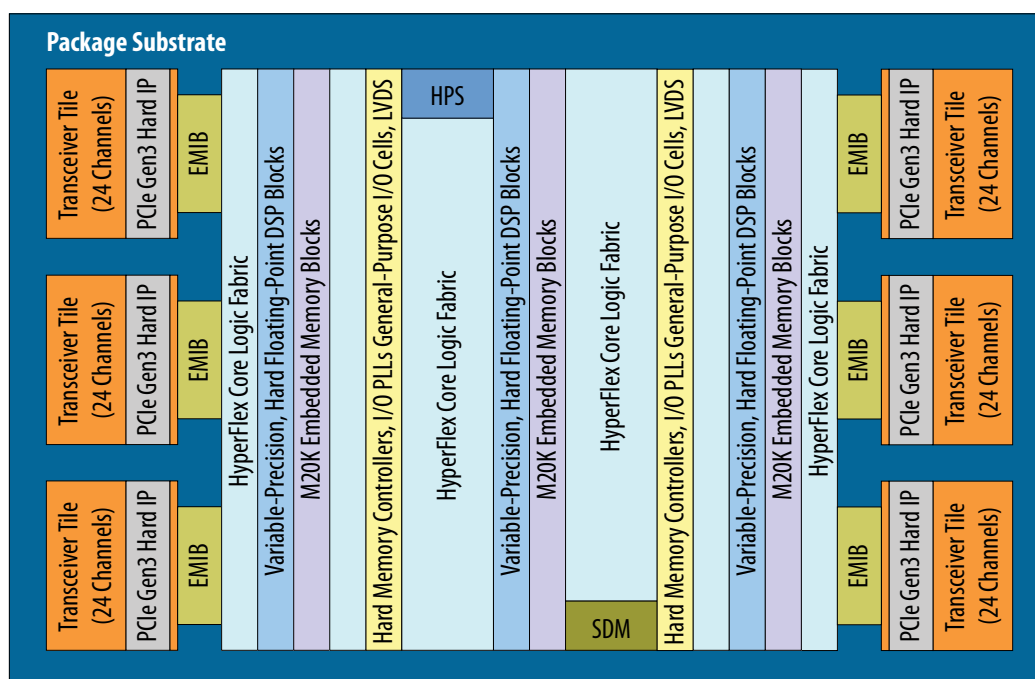 Package Substrate
Transceiver Tile
(24 Channels)
PCIe Gen3 Hard IP
EMIB
Transceiver Tile
(24 Channels)
PCIe Gen3 Hard IP
EMIB
Transceiver Tile
(24 Channels)
PCIe Gen3 Hard IP
EMIB
HyperFlex Core Logic Fabric
Variable-Precision, Hard Floating-Point DSP Blocks
M20K Embedded Memory Blocks
Hard Memory Controllers, I/O PLLs General-Purpose I/O Cells, LVDS
HPS
HyperFlex Core Logic Fabric
Variable-Precision, Hard Floating-Point DSP Blocks
M20K Embedded Memory Blocks
HyperFlex Core Logic Fabric
SDM
Hard Memory Controllers, I/O PLLs General-Purpose I/O Cells, LVDS
Variable-Precision, Hard Floating-Point DSP Blocks
M20K Embedded Memory Blocks
HyperFlex Core Logic Fabric
EMIB
PCIe Gen3 Hard IP
Transceiver Tile
(24 Channels)
EMIB
PCIe Gen3 Hard IP
Transceiver Tile
(24 Channels)
EMIB
PCIe Gen3 Hard IP
Transceiver Tile
(24 Channels)